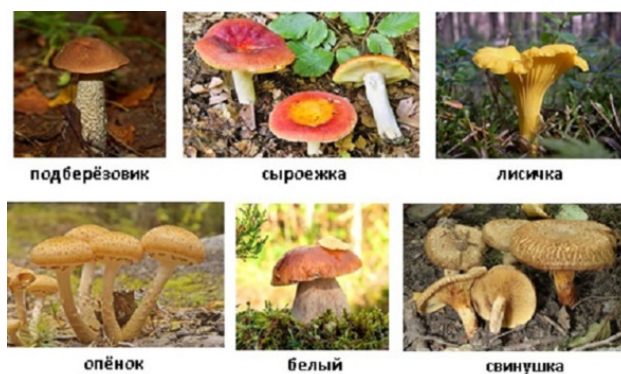 подберёзовик
сыроежка
лисичка
опёнок
белый
свинушка